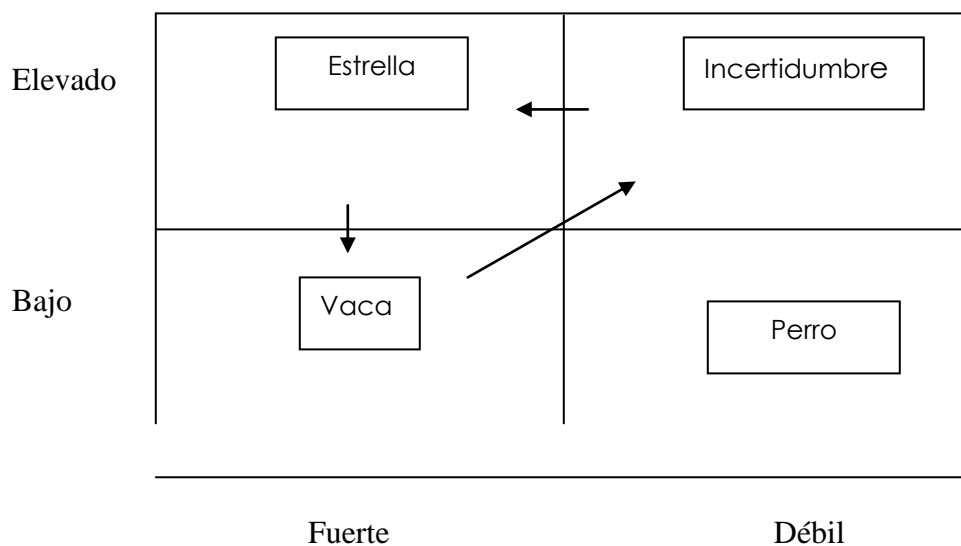 Elevado
Estrella
Incertidumbre
Bajo
Vaca
Perro
Fuerte
Débil